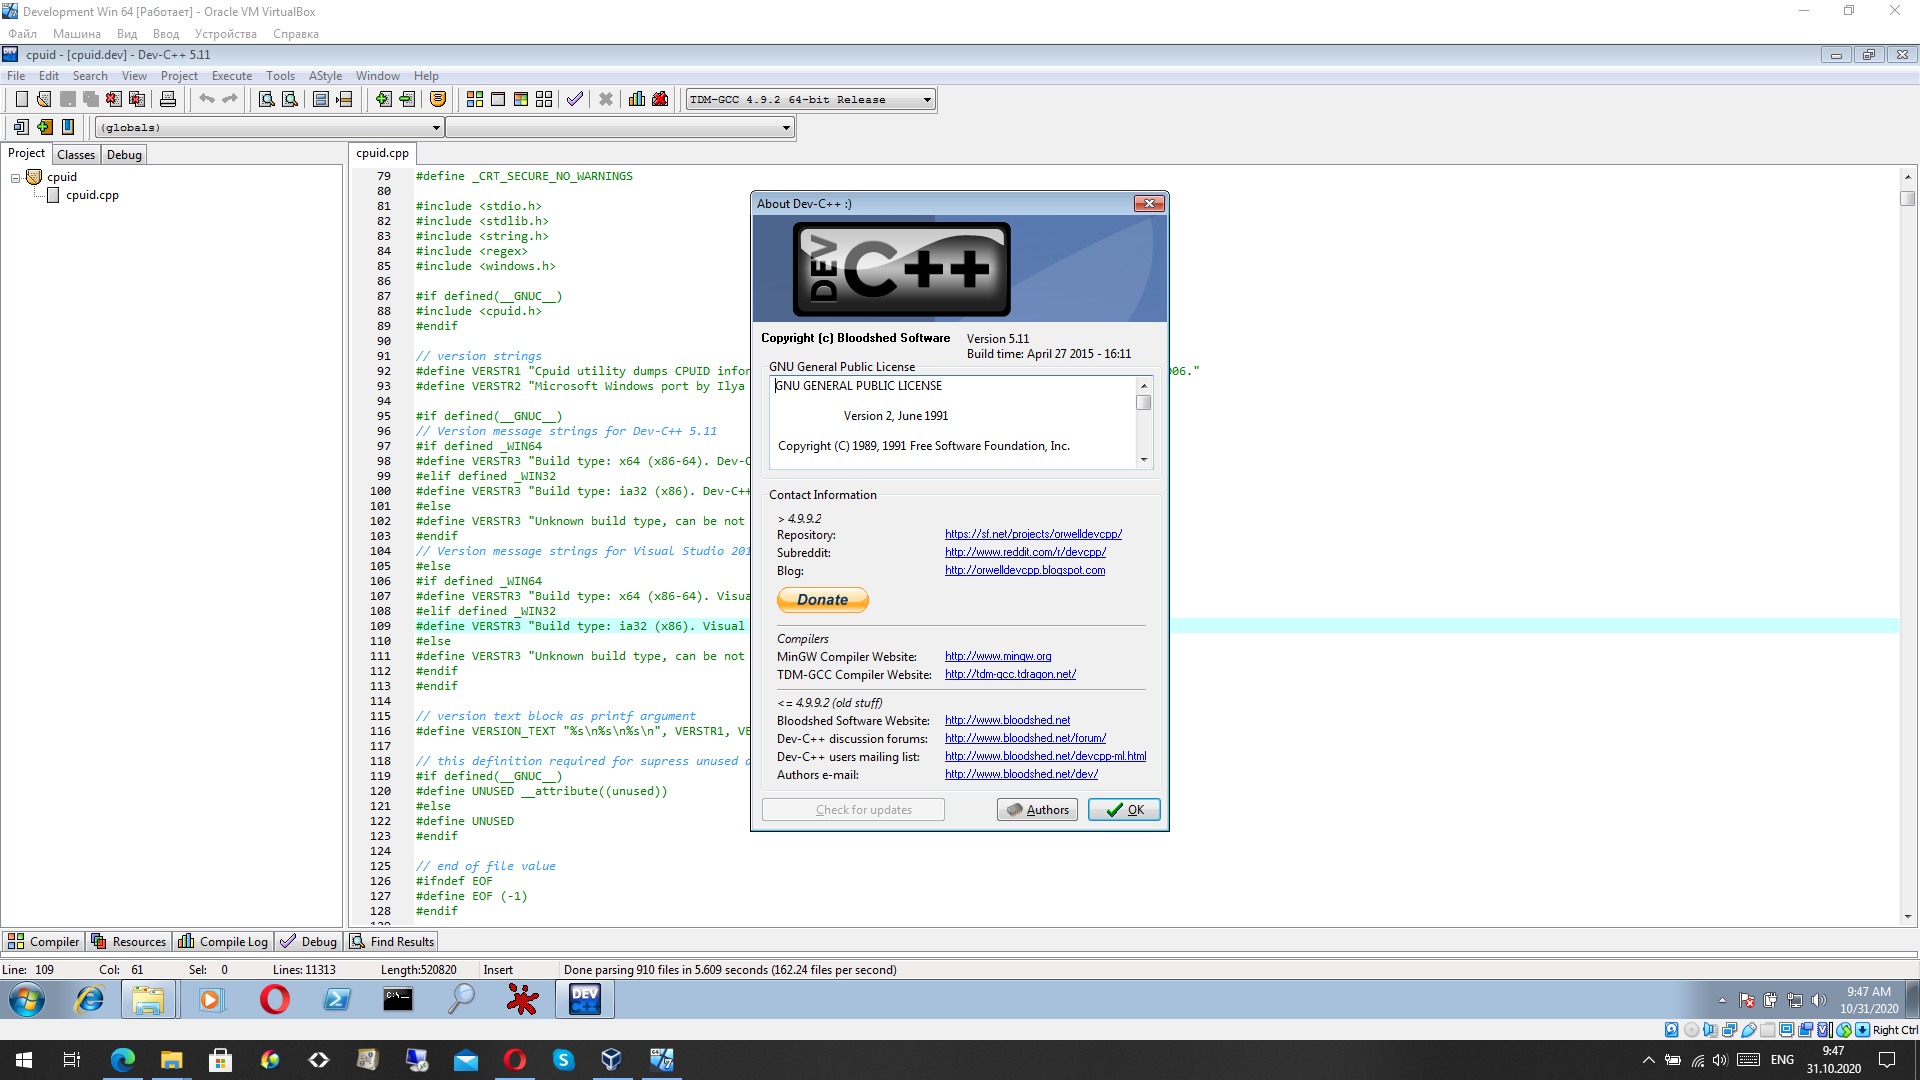 Development Win 64 [Работает] - Oracle VM VirtualBox
Файл Машина Вид Ввод Устройства Справка
cpuid - [cpuid.dev] - Dev-C++ 5.11
File Edit Search View Project Execute Tools AStyle Window Help
TDM-GCC 4.9.2 64-bit Release
(globals)
Project Classes Debug
cpuid
cpuid.cpp
cpuid.cpp
79 #define _CRT_SECURE_NO_WARNINGS
80
81 #include <stdio.h>
82 #include <stdlib.h>
83 #include <string.h>
84 #include <regex>
85 #include <windows.h>
86
87 #if defined(__GNUC__)
88 #include <cpuid.h>
89 #endif
90
91 // version strings
92 #define VERSTR1 "Cpuid utility dumps CPUID infor 06."
93 #define VERSTR2 "Microsoft Windows port by Ilya
94
95 #if defined(__GNUC__)
96 // Version message strings for Dev-C++ 5.11
97 #if defined _WIN64
98 #define VERSTR3 "Build type: x64 (x86-64). Dev-C
99 #elif defined _WIN32
100 #define VERSTR3 "Build type: ia32 (x86). Dev-C++
101 #else
102 #define VERSTR3 "Unknown build type, can be not
103 #endif
104 // Version message strings for Visual Studio 201
105 #else
106 #if defined _WIN64
107 #define VERSTR3 "Build type: x64 (x86-64). Visua
108 #elif defined _WIN32
109 #define VERSTR3 "Build type: ia32 (x86). Visual
110 #else
111 #define VERSTR3 "Unknown build type, can be not
112 #endif
113 #endif
114
115 // version text block as printf argument
116 #define VERSION_TEXT "%s\n%s\n%s\n", VERSTR1, VE
117
118 // this definition required for supress unused a
119 #if defined(__GNUC__)
120 #define UNUSED __attribute((unused))
121 #else
122 #define UNUSED
123 #endif
124
125 // end of file value
126 #ifndef EOF
127 #define EOF (-1)
128 #endif
About Dev-C++ :)
DEV C++
Copyright (c) Bloodshed Software
Version 5.11
Build time: April 27 2015 - 16:11
GNU General Public License
GNU GENERAL PUBLIC LICENSE
Version 2, June 1991
Copyright (C) 1989, 1991 Free Software Foundation, Inc.
Contact Information
> 4.9.9.2
Repository: https://sf.net/projects/orwelldevcpp/
Subreddit: http://www.reddit.com/r/devcpp/
Blog: http://orwelldevcpp.blogspot.com
Donate
Compilers
MinGW Compiler Website: http://www.mingw.org
TDM-GCC Compiler Website: http://tdm-gcc.tdragon.net/
<= 4.9.9.2 (old stuff)
Bloodshed Software Website: http://www.bloodshed.net
Dev-C++ discussion forums: http://www.bloodshed.net/forum/
Dev-C++ users mailing list: http://www.bloodshed.net/devcpp-ml.html
Authors e-mail: http://www.bloodshed.net/dev/
Check for updates Authors OK
Compiler Resources Compile Log Debug Find Results
Line: 109 Col: 61 Sel: 0 Lines: 11313 Length:520820 Insert Done parsing 910 files in 5.609 seconds (162.24 files per second)
DEV C++
9:47 AM
10/31/2020
Right Ctrl
ENG
9:47
31.10.2020